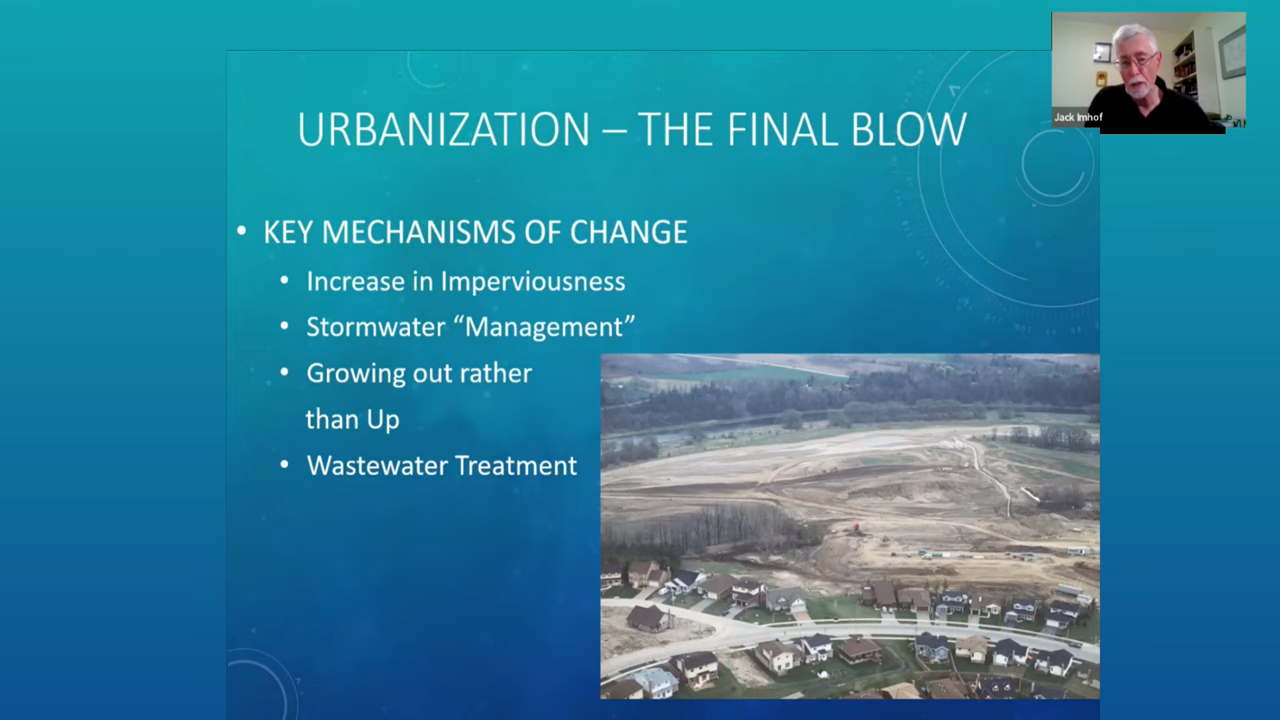 Jack Imhof
URBANIZATION – THE FINAL BLOW
• KEY MECHANISMS OF CHANGE
• Increase in Imperviousness
• Stormwater “Management”
• Growing out rather
than Up
• Wastewater Treatment